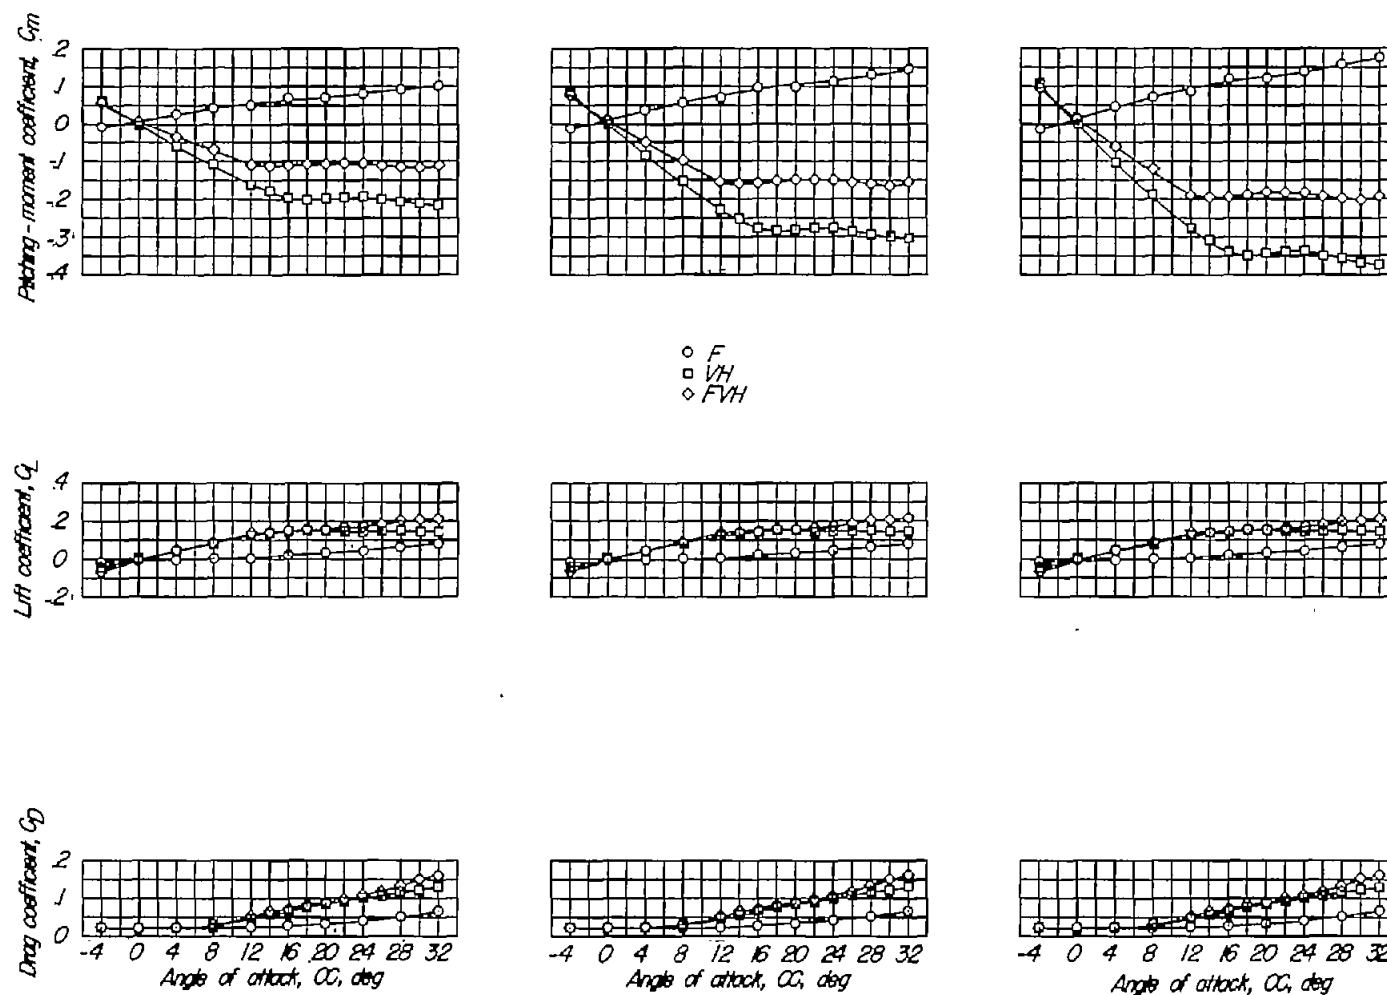 Pitching-moment coefficient, Cm
.2
.1
0
-.1
-.2
-.3
-.4
F
VH
FVH
Lift coefficient, CL
.4
.2
0
-.2
Drag coefficient, CD
.2
.1
0
-4 0 4 8 12 16 20 24 28 32
-4 0 4 8 12 16 20 24 28 32
-4 0 4 8 12 16 20 24 28 32
Angle of attack, α, deg
Angle of attack, α, deg
Angle of attack, α, deg